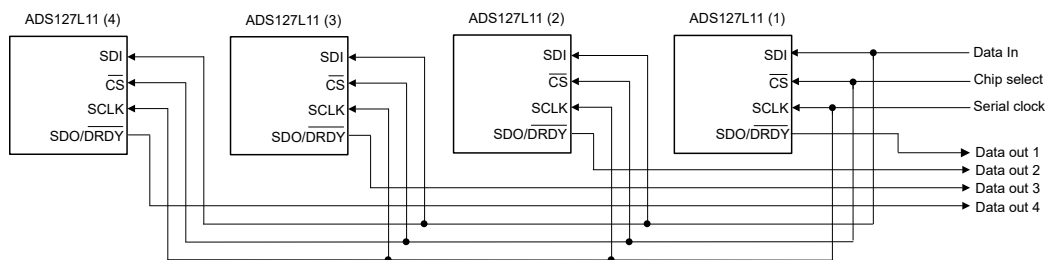 ADS127L11 (4)
ADS127L11 (3)
ADS127L11 (2)
ADS127L11 (1)
SDI
CS
SCLK
SDO/DRDY
SDI
CS
SCLK
SDO/DRDY
SDI
CS
SCLK
SDO/DRDY
SDI
CS
SCLK
SDO/DRDY
Data In
Chip select
Serial clock
Data out 1
Data out 2
Data out 3
Data out 4